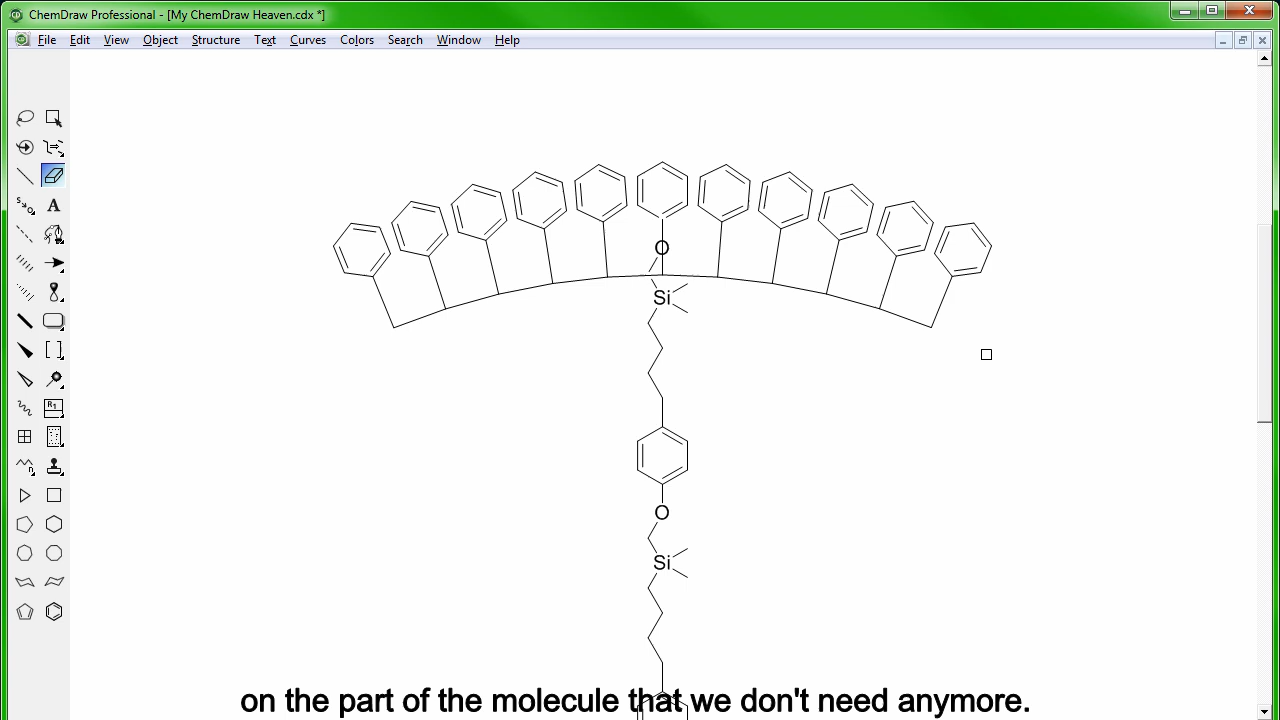 ChemDraw Professional - [My ChemDraw Heaven.cdx *]
File Edit View Object Structure Text Curves Colors Search Window Help
A
R1
n
O
Si
O
Si
on the part of the molecule that we don't need anymore.